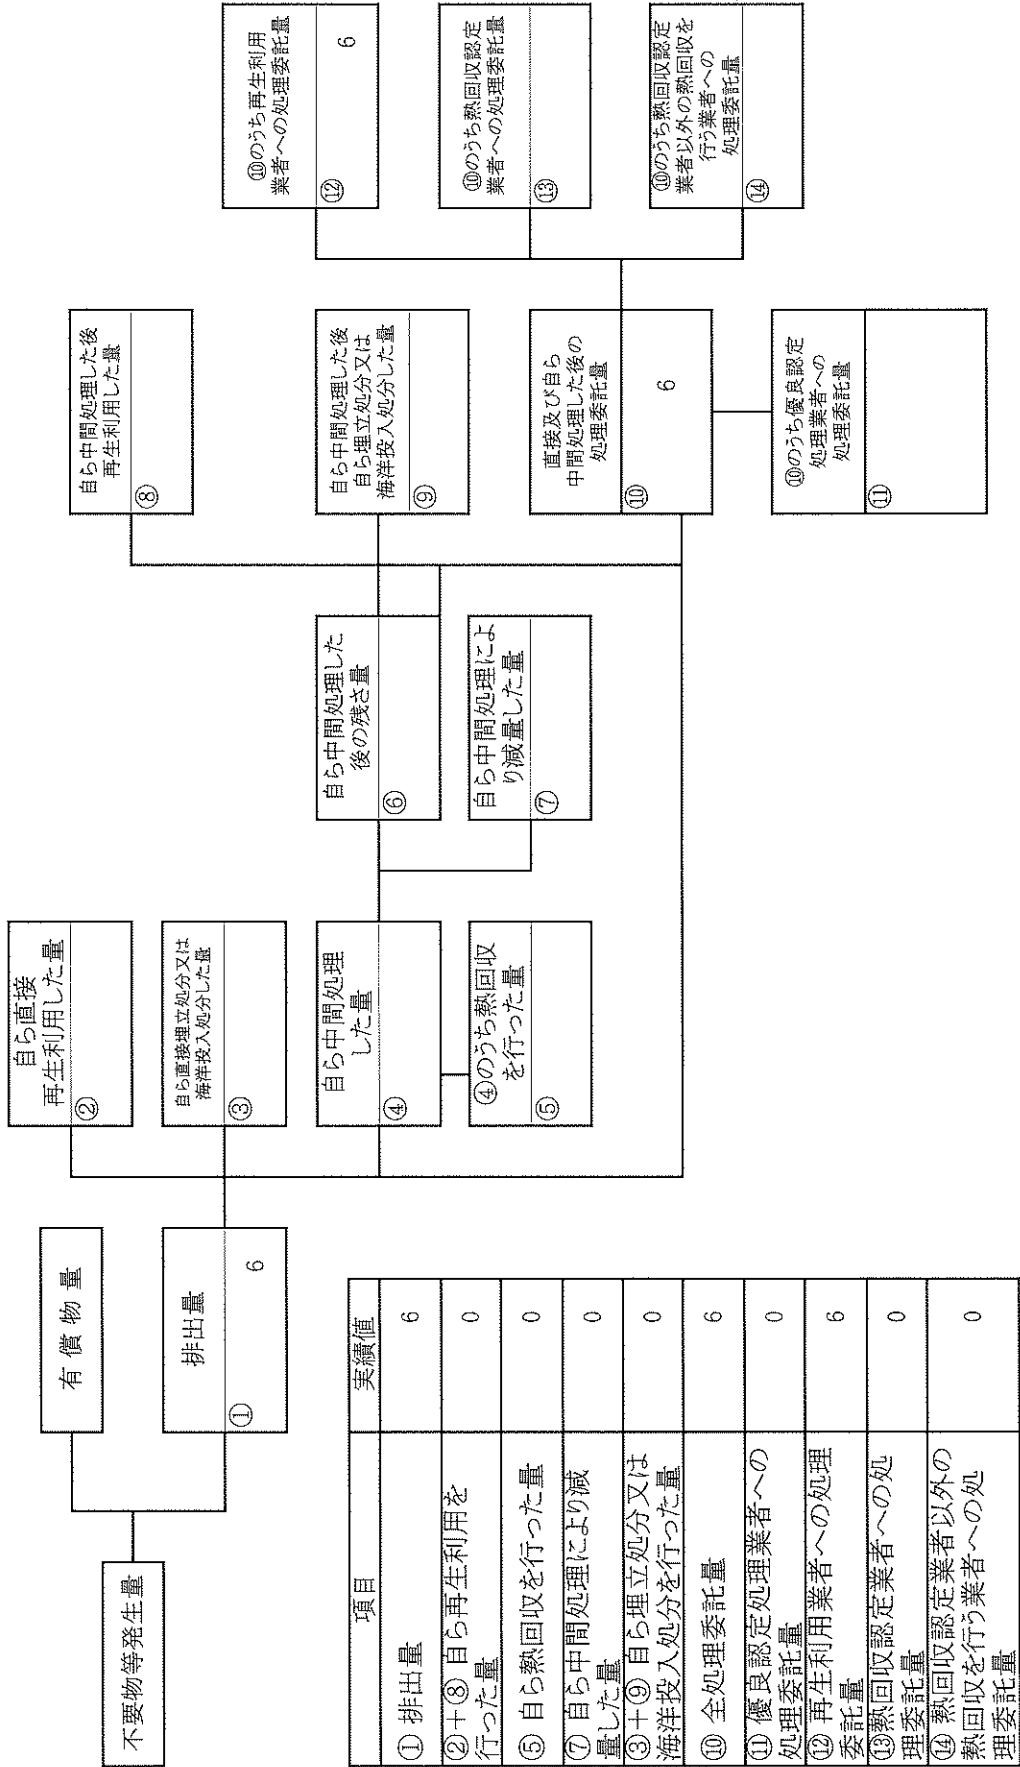 不要物等発生量
有償物量
排出量
①
6
自ら直接
再生利用した量
②
自ら直接埋立処分又は
海洋投入処分した量
③
自ら中間処理
した量
④
④のうち熱回収
を行った量
⑤
自ら中間処理した
後の残さ量
⑥
自ら中間処理によ
り減量した量
⑦
自ら中間処理した後
再生利用した量
⑧
自ら中間処理した後
自ら埋立処分又は
海洋投入処分した量
⑨
直接及び自ら
中間処理した後の
処理委託量
⑩
6
⑩のうち優良認定
処理業者への
処理委託量
⑪
⑩のうち再生利用
業者への処理委託量
⑫
6
⑩のうち熱回収認定
業者への処理委託量
⑬
⑩のうち熱回収認定
業者以外の熱回収を
行う業者への
処理委託量
⑭
項目 実績値
①排出量 6
②+⑧自ら再生利用を
行った量 0
⑤自ら熱回収を行った量 0
⑦自ら中間処理により減
量した量 0
③+⑨自ら埋立処分又は
海洋投入処分を行った量 0
⑩全処理委託量 6
⑪優良認定処理業者への
処理委託量 0
⑫再生利用業者への処理
委託量 6
⑬熱回収認定業者への処
理委託量 0
⑭熱回収認定業者以外の
熱回収を行う業者への処
理委託量 0